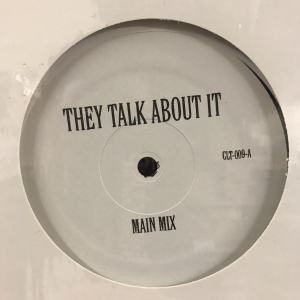 THEY TALK ABOUT IT
CLT-009-A
MAIN MIX